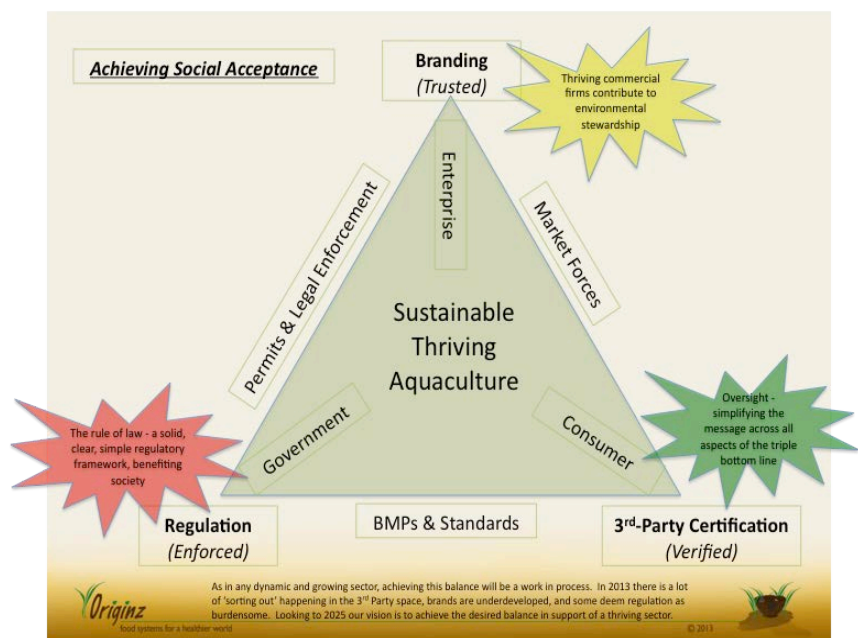 Achieving Social Acceptance
Branding
(Trusted)
Thriving commercial
firms contribute to
environmental
stewardship
Enterprise
Permits & Legal Enforcement
Market Forces
Sustainable
Thriving
Aquaculture
Government
Consumer
The rule of law - a solid,
clear, simple regulatory
framework, benefiting
society
Oversight -
simplifying the
message across all
aspects of the triple
bottom line
Regulation
(Enforced)
BMPs & Standards
3rd-Party Certification
(Verified)
Originz
food systems for a healthier world
As in any dynamic and growing sector, achieving this balance will be a work in process. In 2013 there is a lot
of 'sorting out' happening in the 3rd Party space, brands are underdeveloped, and some deem regulation as
burdensome. Looking to 2025 our vision is to achieve the desired balance in support of a thriving sector.
© 2013